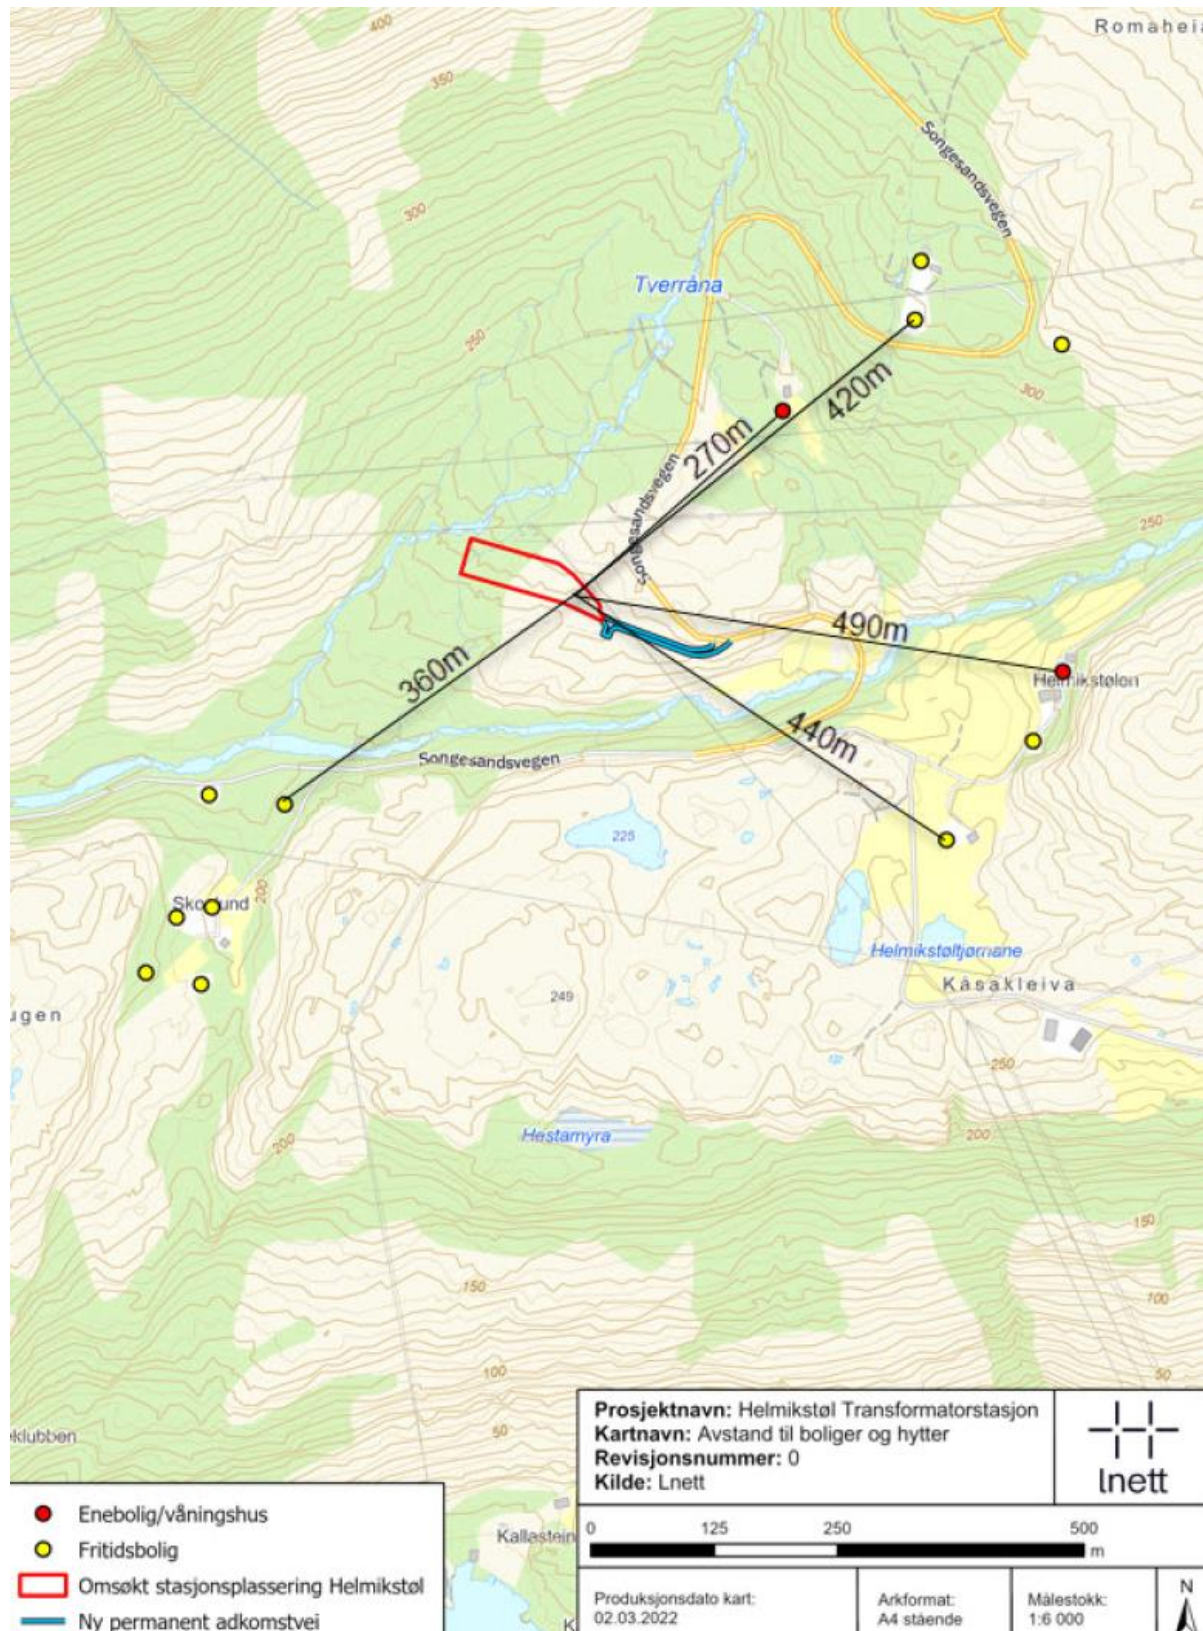 400
Romaheia
350
Songesandsvegen
300
Tverråna
250
300
420m
270m
Songesandsvegen
250
490m
Helmikstølen
360m
440m
Songesandsvegen
225
200
Helmikstøltjørnane
Kåsakleiva
249
ugen
250
200
Hestamyra
200
150
150
100
100
50
50
klubben
Prosjektnavn: Helmikstøl Transformatorstasjon
Kartnavn: Avstand til boliger og hytter
Revisjonsnummer: 0
Kilde: Lnett
lnett
Enebolig/våningshus
Fritidsbolig
Omsøkt stasjonsplassering Helmikstøl
Ny permanent adkomstvei
Kallastein
K
0 125 250 500
m
Produksjonsdato kart:
02.03.2022
Arkformat:
A4 stående
Målestokk:
1:6 000
N